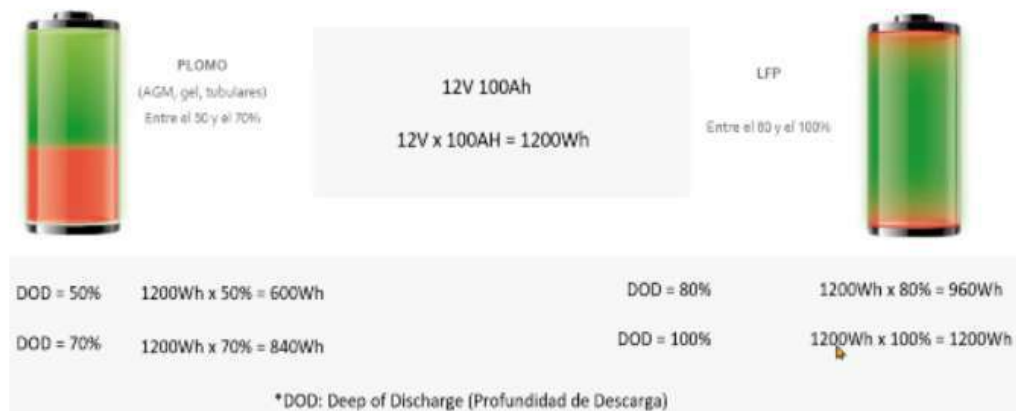 PLOMO
(AGM, gel, tubulares)
Entre el 50 y el 70%
12V 100Ah
12V x 100AH = 1200Wh
LFP
Entre el 80 y el 100%
DOD = 50% 1200Wh x 50% = 600Wh
DOD = 80% 1200Wh x 80% = 960Wh
DOD = 70% 1200Wh x 70% = 840Wh
DOD = 100% 1200Wh x 100% = 1200Wh
*DOD: Deep of Discharge (Profundidad de Descarga)